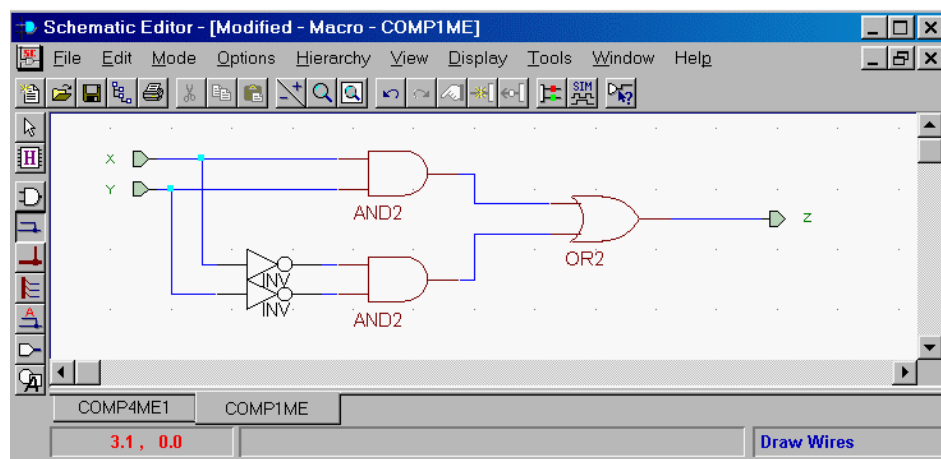 Schematic Editor - [Modified - Macro - COMP1ME]
File Edit Mode Options Hierarchy View Display Tools Window Help
SIM
H
X
Y
AND2
INV
INV
AND2
OR2
Z
A
A
COMP4ME1 COMP1ME
3.1 , 0.0 Draw Wires